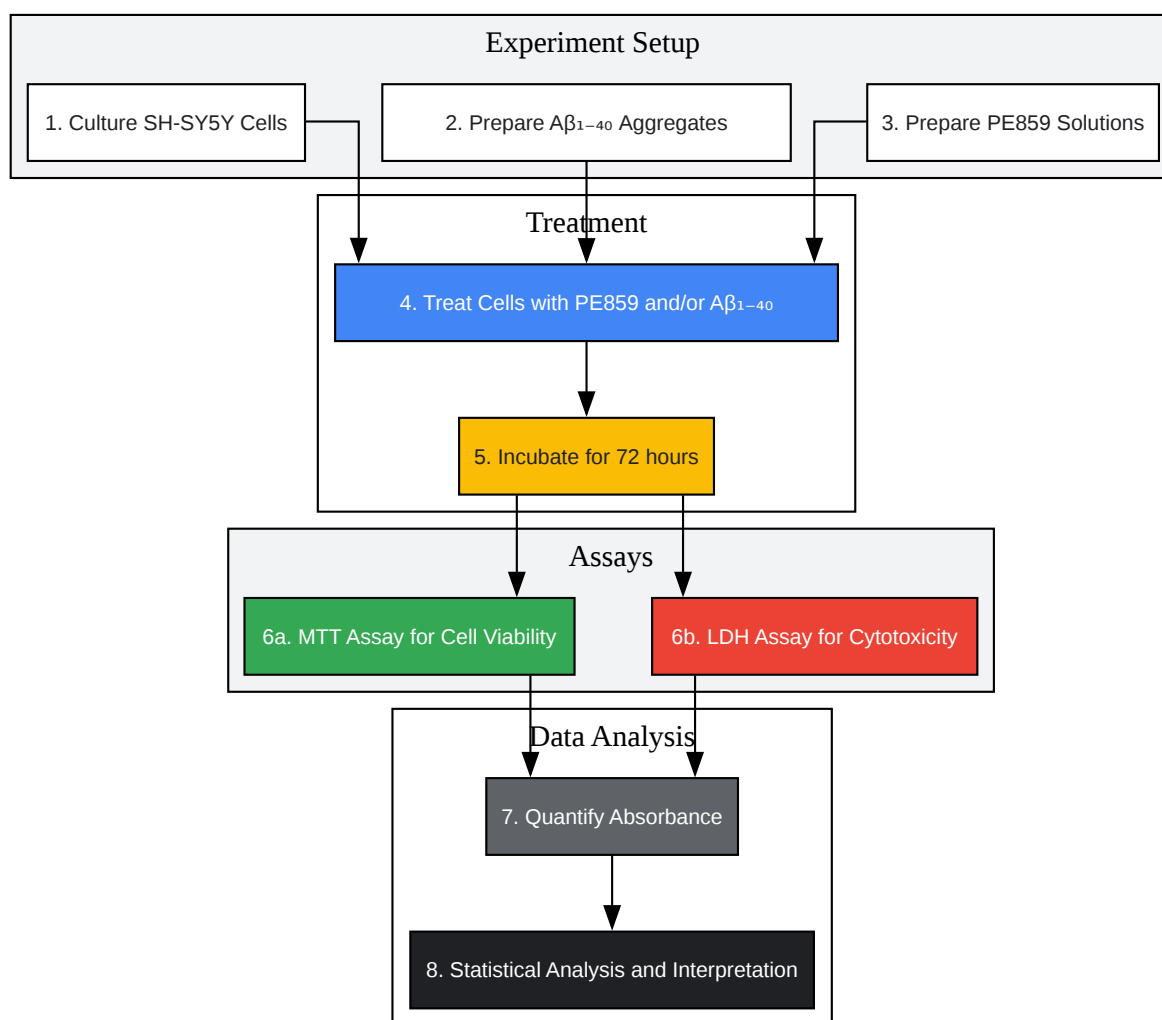 Experiment Setup
1. Culture SH-SY5Y Cells
2. Prepare Aβ₁₋₄₀ Aggregates
3. Prepare PE859 Solutions
Treatment
4. Treat Cells with PE859 and/or Aβ₁₋₄₀
5. Incubate for 72 hours
Assays
6a. MTT Assay for Cell Viability
6b. LDH Assay for Cytotoxicity
Data Analysis
7. Quantify Absorbance
8. Statistical Analysis and Interpretation